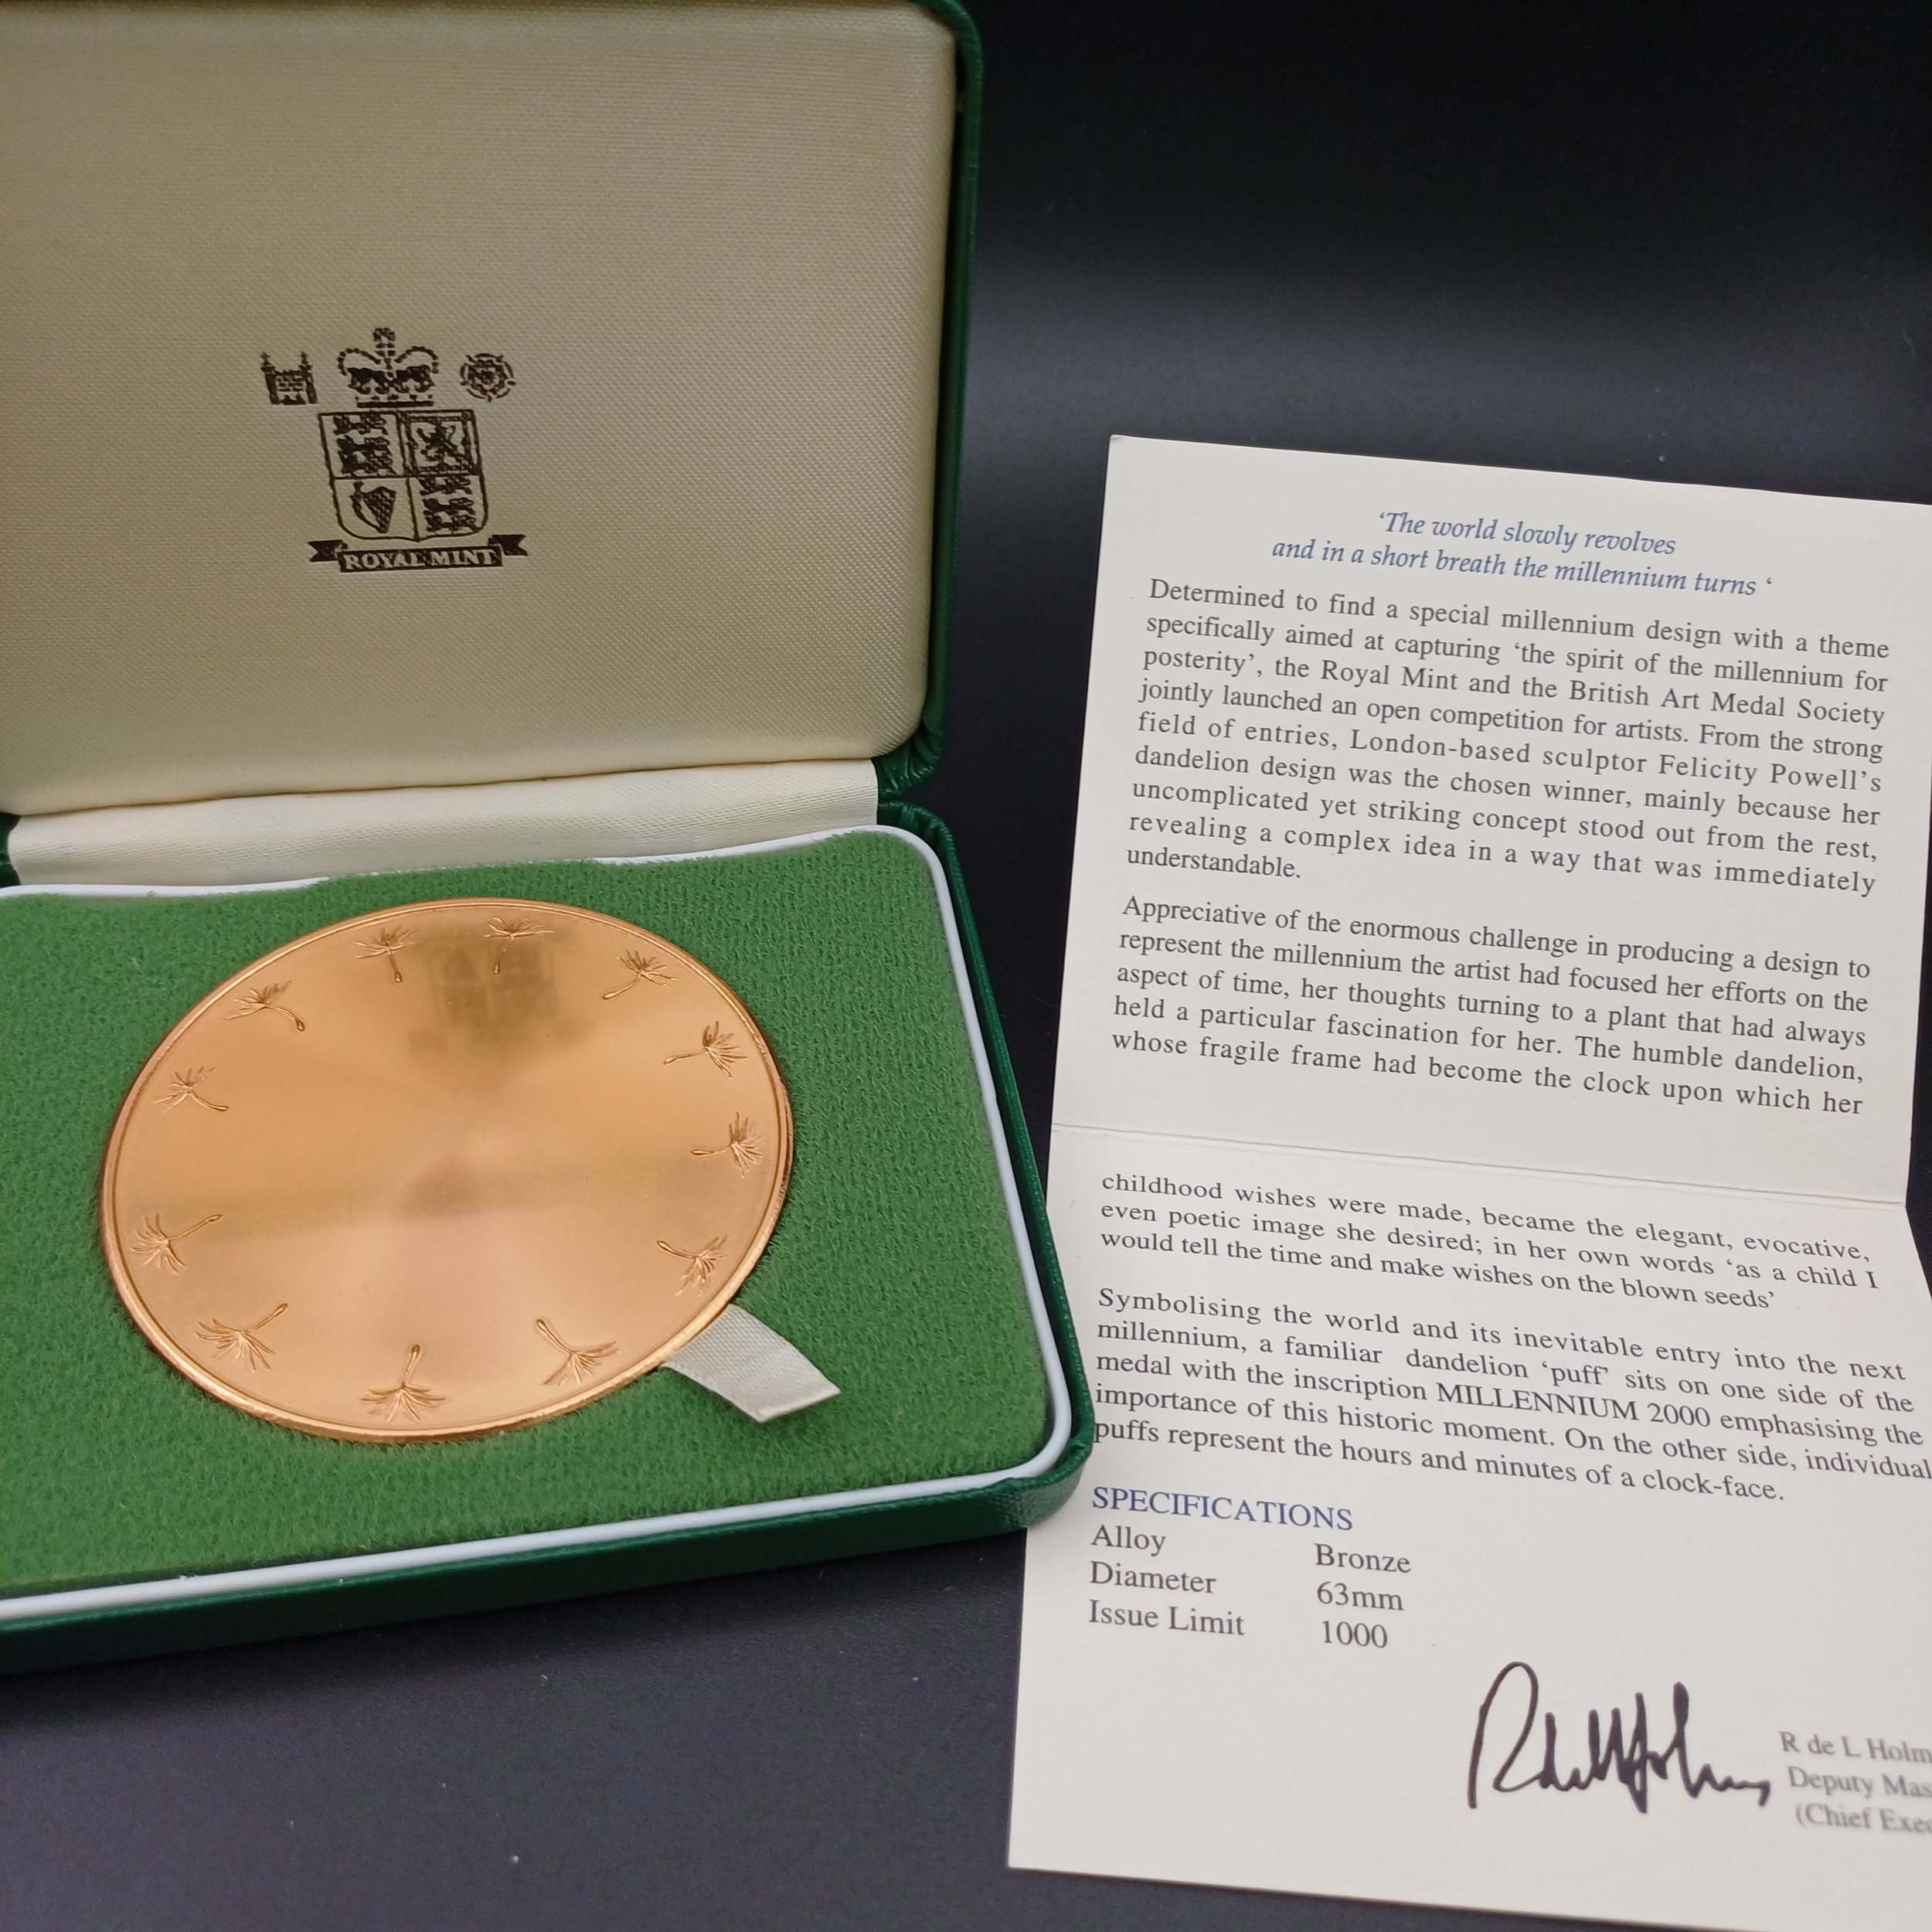 ROYAL MINT
‘The world slowly revolves
and in a short breath the millennium turns ‘
Determined to find a special millennium design with a theme
specifically aimed at capturing ‘the spirit of the millennium for
posterity’, the Royal Mint and the British Art Medal Society
jointly launched an open competition for artists. From the strong
field of entries, London-based sculptor Felicity Powell’s
dandelion design was the chosen winner, mainly because her
uncomplicated yet striking concept stood out from the rest,
revealing a complex idea in a way that was immediately
understandable.
Appreciative of the enormous challenge in producing a design to
represent the millennium the artist had focused her efforts on the
aspect of time, her thoughts turning to a plant that had always
held a particular fascination for her. The humble dandelion,
whose fragile frame had become the clock upon which her
childhood wishes were made, became the elegant, evocative,
even poetic image she desired; in her own words ‘as a child I
would tell the time and make wishes on the blown seeds’
Symbolising the world and its inevitable entry into the next
millennium, a familiar dandelion ‘puff’ sits on one side of the
medal with the inscription MILLENNIUM 2000 emphasising the
importance of this historic moment. On the other side, individual
puffs represent the hours and minutes of a clock-face.
SPECIFICATIONS
Alloy Bronze
Diameter 63mm
Issue Limit 1000
R de L Holm
Deputy Mas
(Chief Exec